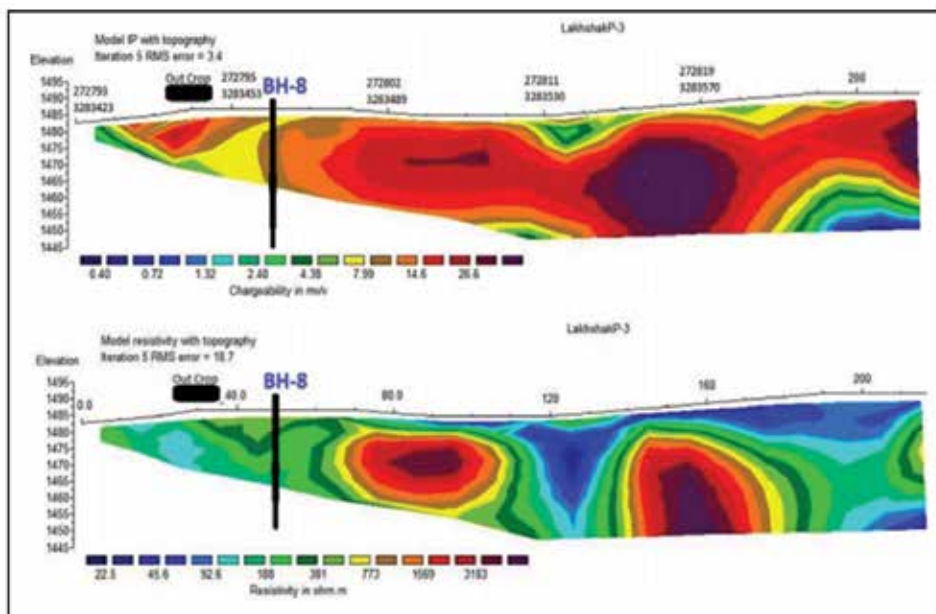 Model IP with topography
Iteration 5 RMS error = 3.4
LakhshakP-3
Elevation
Out Crop
BH-8
272793
3283423
272795
3283453
272802
3283489
272811
3283530
272819
3283570
200
1495
1490
1485
1480
1475
1470
1465
1460
1455
1450
1445
0.40 0.72 1.32 2.40 4.39 7.99 14.6 26.6
Chargeability in mv/v
Model resistivity with topography
Iteration 5 RMS error = 18.7
LakhshakP-3
Elevation
Out Crop
BH-8
0.0 40.0 80.0 120 160 200
1495
1490
1485
1480
1475
1470
1465
1460
1455
1450
1445
22.5 45.6 92.6 188 381 773 1569 3183
Resistivity in ohm.m